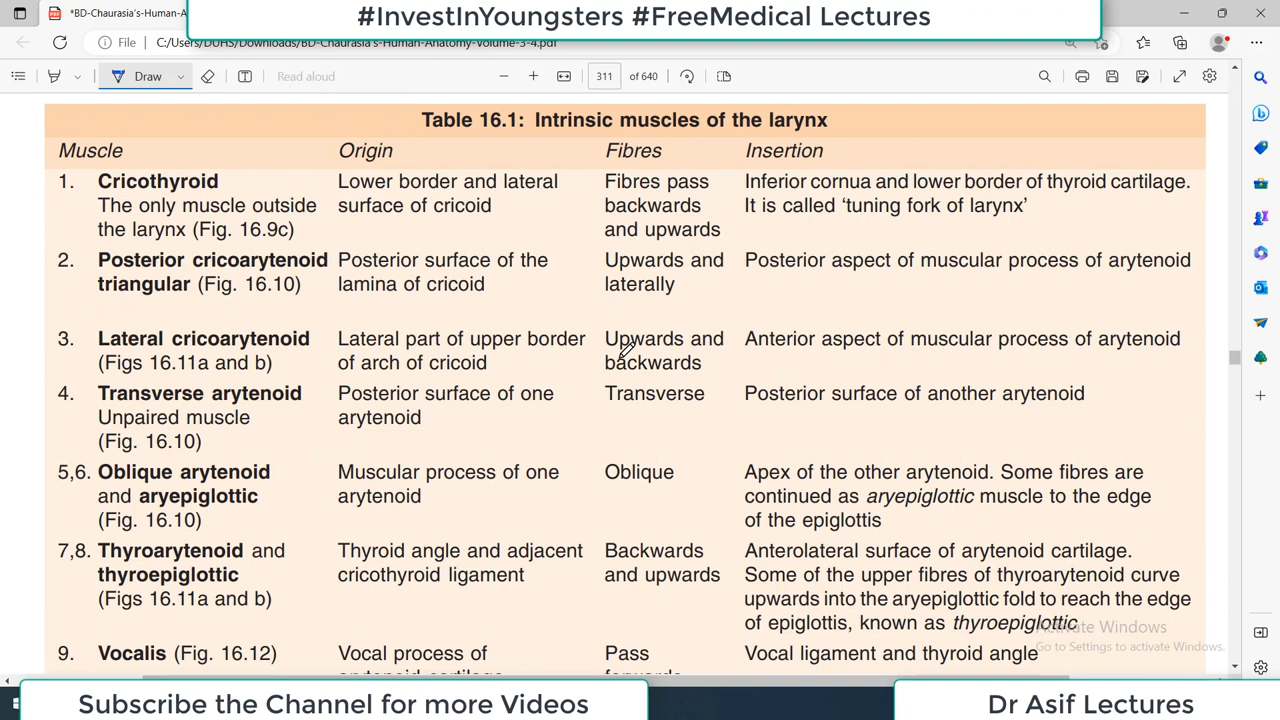 #InvestInYoungsters #FreeMedical Lectures
*BD-Chaurasia's-Human-A
File
C:/Users/DUHS/Downloads/BD-Chaurasia's-Human-Anatomy-Volume-3-4.pdf
Draw
Read aloud
311 of 640
Table 16.1: Intrinsic muscles of the larynx
Muscle Origin Fibres Insertion
1. Cricothyroid Lower border and lateral Fibres pass Inferior cornua and lower border of thyroid cartilage.
The only muscle outside surface of cricoid backwards It is called ‘tuning fork of larynx’
the larynx (Fig. 16.9c) and upwards
2. Posterior cricoarytenoid Posterior surface of the Upwards and Posterior aspect of muscular process of arytenoid
triangular (Fig. 16.10) lamina of cricoid laterally
3. Lateral cricoarytenoid Lateral part of upper border Upwards and Anterior aspect of muscular process of arytenoid
(Figs 16.11a and b) of arch of cricoid backwards
4. Transverse arytenoid Posterior surface of one Transverse Posterior surface of another arytenoid
Unpaired muscle arytenoid
(Fig. 16.10)
5,6. Oblique arytenoid Muscular process of one Oblique Apex of the other arytenoid. Some fibres are
and aryepiglottic arytenoid continued as aryepiglottic muscle to the edge
(Fig. 16.10) of the epiglottis
7,8. Thyroarytenoid and Thyroid angle and adjacent Backwards Anterolateral surface of arytenoid cartilage.
thyroepiglottic cricothyroid ligament and upwards Some of the upper fibres of thyroarytenoid curve
(Figs 16.11a and b) upwards into the aryepiglottic fold to reach the edge
of epiglottis, known as thyroepiglottic
Activate Windows
Go to Settings to activate Windows.
9. Vocalis (Fig. 16.12) Vocal process of Pass Vocal ligament and thyroid angle
Subscribe the Channel for more Videos
Dr Asif Lectures